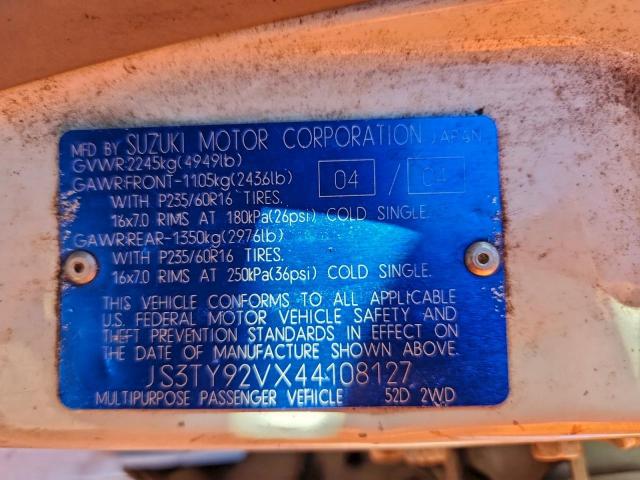 MFD BY SUZUKI MOTOR CORPORATION JAPAN
GVWR-2245kg(4949lb)
GAWR:FRONT-1105kg(2436lb) 04 / 04
WITH P235/60R16 TIRES.
16x7.0 RIMS AT 180kPa(26psi) COLD SINGLE.
GAWR:REAR-1350kg(2976lb)
WITH P235/60R16 TIRES.
16x7.0 RIMS AT 250kPa(36psi) COLD SINGLE.
THIS VEHICLE CONFORMS TO ALL APPLICABLE
U.S. FEDERAL MOTOR VEHICLE SAFETY AND
THEFT PREVENTION STANDARDS IN EFFECT ON
THE DATE OF MANUFACTURE SHOWN ABOVE.
JS3TY92VX44108127
MULTIPURPOSE PASSENGER VEHICLE 52D 2WD